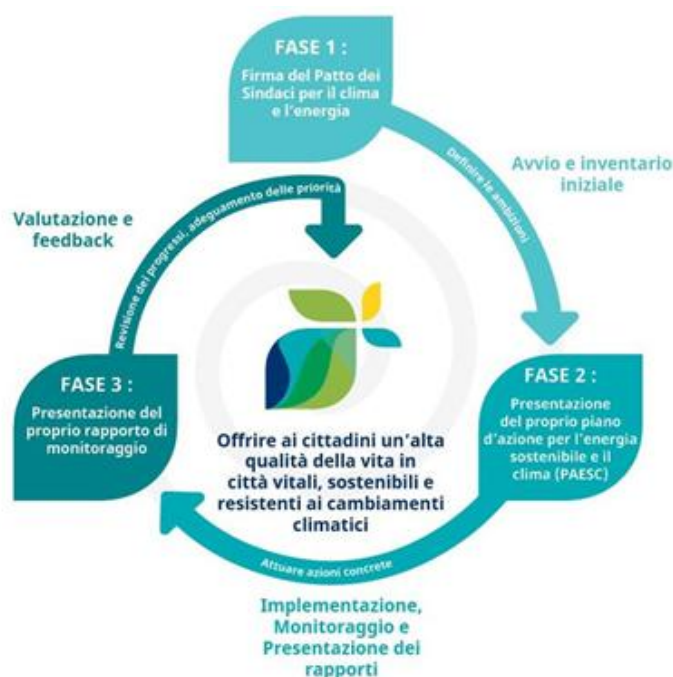 FASE 1 :
Firma del Patto dei
Sindaci per il clima
e l'energia
Definire le ambizioni
Avvio e inventario
iniziale
FASE 2 :
Presentazione
del proprio piano
d'azione per l'energia
sostenibile e il
clima (PAESC)
Attuare azioni concrete
Implementazione,
Monitoraggio e
Presentazione dei
rapporti
FASE 3 :
Presentazione del
proprio rapporto di
monitoraggio
Revisione dei progressi, adeguamento delle priorità
Valutazione e
feedback
Offrire ai cittadini un'alta
qualità della vita in
città vitali, sostenibili e
resistenti ai cambiamenti
climatici